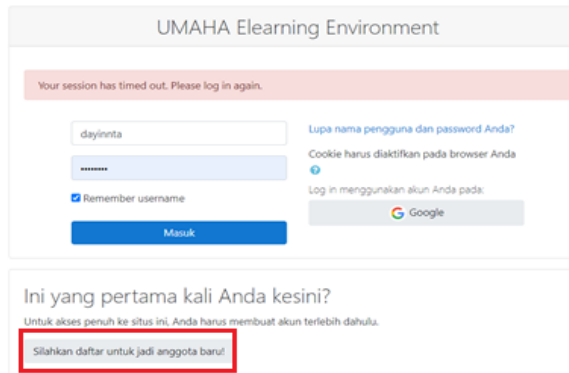 UMAHA Elearning Environment
Your session has timed out. Please log in again.
dayinnta
••••••••
Remember username
Masuk
Lupa nama pengguna dan password Anda?
Cookie harus diaktifkan pada browser Anda
?
Log in menggunakan akun Anda pada:
G Google
Ini yang pertama kali Anda kesini?
Untuk akses penuh ke situs ini, Anda harus membuat akun terlebih dahulu.
Silahkan daftar untuk jadi anggota baru!